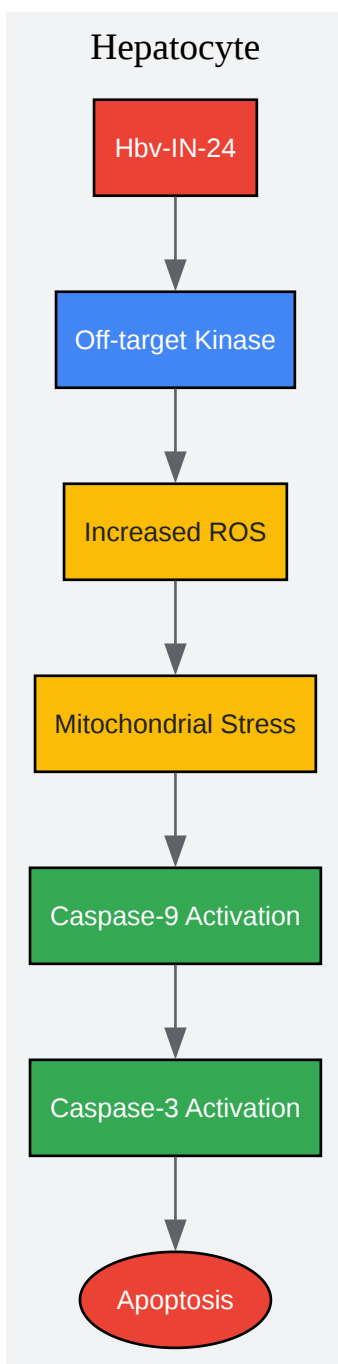 Hepatocyte
Hbv-IN-24
Off-target Kinase
Increased ROS
Mitochondrial Stress
Caspase-9 Activation
Caspase-3 Activation
Apoptosis